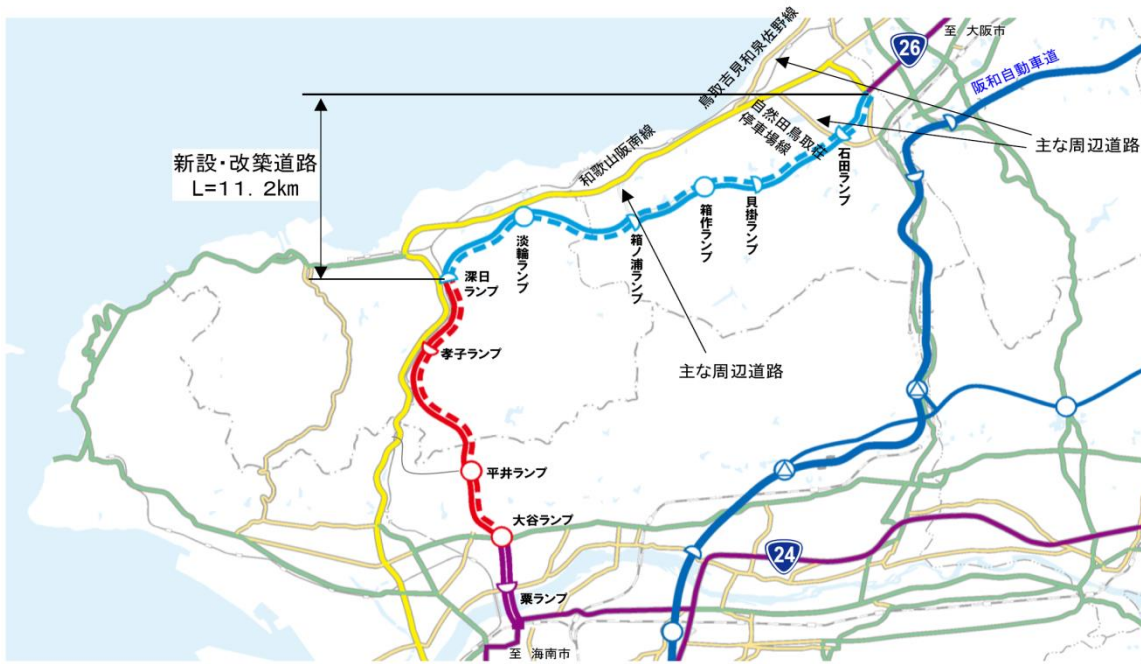 至 大阪市
26
阪和自動車道
鳥取吉見和泉佐野線
自然田鳥取荘
停車場線
主な周辺道路
石田ランプ
新設・改築道路
L=11.2km
和歌山阪南線
貝掛ランプ
箱作ランプ
箱ノ浦ランプ
淡輪ランプ
深日
ランプ
孝子ランプ
主な周辺道路
平井ランプ
大谷ランプ
24
粟ランプ
至 海南市